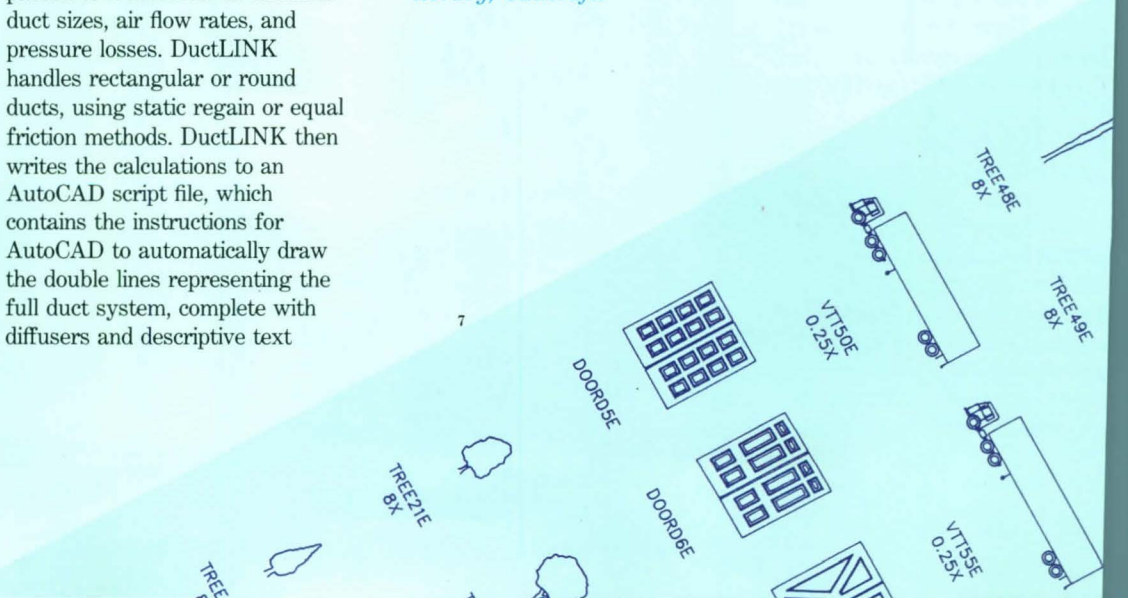 duct sizes, air flow rates, and
pressure losses. DuctLINK
handles rectangular or round
ducts, using static regain or equal
friction methods. DuctLINK then
writes the calculations to an
AutoCAD script file, which
contains the instructions for
AutoCAD to automatically draw
the double lines representing the
full duct system, complete with
diffusers and descriptive text
7
TREE48E
8X
TREE49E
8X
VTT50E
0.25X
DOORD5E
TREE21E
8X
DOORD6E
VTT55E
0.25X
TREE